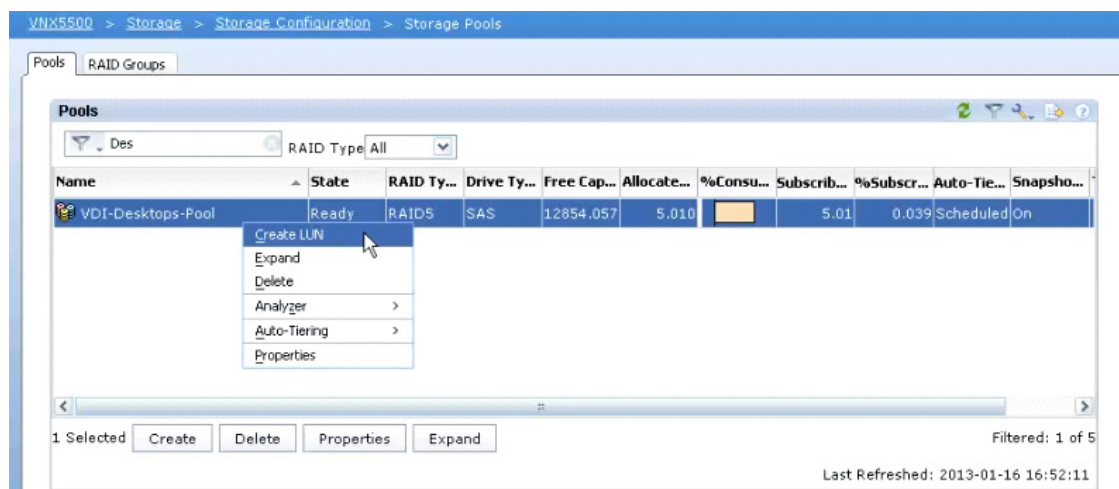 VNX5500 > Storage > Storage Configuration > Storage Pools
Pools RAID Groups
Pools
Des RAID Type All
Name State RAID Ty... Drive Ty... Free Cap... Allocate... %Consu... Subscrib... %Subscr... Auto-Tie... Snapsho...
VDI-Desktops-Pool Ready RAID5 SAS 12854.057 5.010 5.01 0.039 Scheduled On
Create LUN
Expand
Delete
Analyzer >
Auto-Tiering >
Properties
1 Selected Create Delete Properties Expand Filtered: 1 of 5
Last Refreshed: 2013-01-16 16:52:11